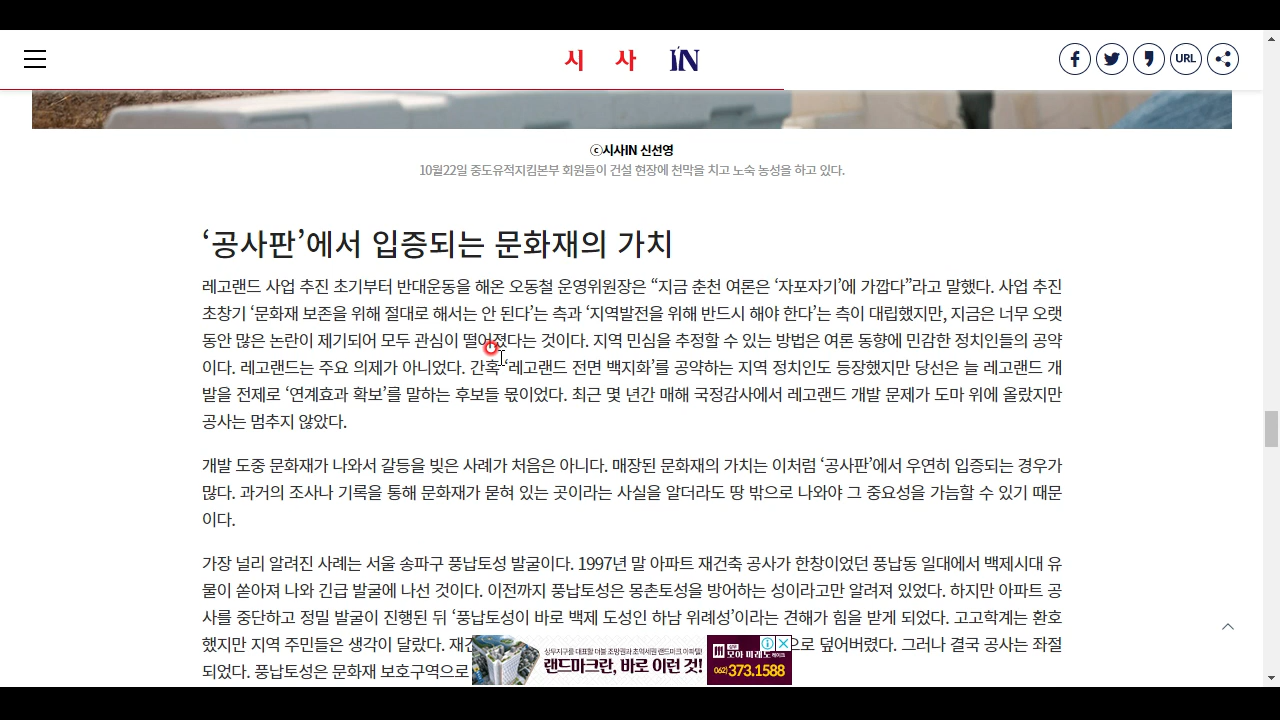 시 사 IN
URL
ⓒ시사IN 신선영
10월22일 중도유적지킴본부 회원들이 건설 현장에 천막을 치고 노숙 농성을 하고 있다.
‘공사판’에서 입증되는 문화재의 가치
레고랜드 사업 추진 초기부터 반대운동을 해온 오동철 운영위원장은 “지금 춘천 여론은 ‘자포자기’에 가깝다”라고 말했다. 사업 추진
초창기 ‘문화재 보존을 위해 절대로 해서는 안 된다’는 측과 ‘지역발전을 위해 반드시 해야 한다’는 측이 대립했지만, 지금은 너무 오랫
동안 많은 논란이 제기되어 모두 관심이 떨어졌다는 것이다. 지역 민심을 추정할 수 있는 방법은 여론 동향에 민감한 정치인들의 공약
이다. 레고랜드는 주요 의제가 아니었다. 간혹 ‘레고랜드 전면 백지화’를 공약하는 지역 정치인도 등장했지만 당선은 늘 레고랜드 개
발을 전제로 ‘연계효과 확보’를 말하는 후보들 몫이었다. 최근 몇 년간 매해 국정감사에서 레고랜드 개발 문제가 도마 위에 올랐지만
공사는 멈추지 않았다.
개발 도중 문화재가 나와서 갈등을 빚은 사례가 처음은 아니다. 매장된 문화재의 가치는 이처럼 ‘공사판’에서 우연히 입증되는 경우가
많다. 과거의 조사나 기록을 통해 문화재가 묻혀 있는 곳이라는 사실을 알더라도 땅 밖으로 나와야 그 중요성을 가늠할 수 있기 때문
이다.
가장 널리 알려진 사례는 서울 송파구 풍납토성 발굴이다. 1997년 말 아파트 재건축 공사가 한창이었던 풍납동 일대에서 백제시대 유
물이 쏟아져 나와 긴급 발굴에 나선 것이다. 이전까지 풍납토성은 몽촌토성을 방어하는 성이라고만 알려져 있었다. 하지만 아파트 공
사를 중단하고 정밀 발굴이 진행된 뒤 ‘풍납토성이 바로 백제 도성인 하남 위례성’이라는 견해가 힘을 받게 되었다. 고고학계는 환호
했지만 지역 주민들은 생각이 달랐다. 재건 으로 덮어버렸다. 그러나 결국 공사는 좌절
되었다. 풍납토성은 문화재 보호구역으로
랜드마크란, 바로 이런 것!
062) 373.1588